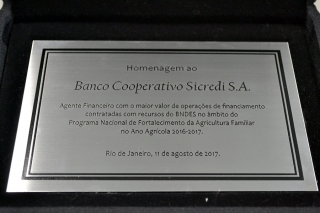 Homenagem ao
Banco Cooperativo Sicredi S.A.
Agente Financeiro com o maior valor de operações de financiamento
contratadas com recursos do BNDES no âmbito do
Programa Nacional de Fortalecimento da Agricultura Familiar
no Ano Agrícola 2016-2017.
Rio de Janeiro, 11 de agosto de 2017.